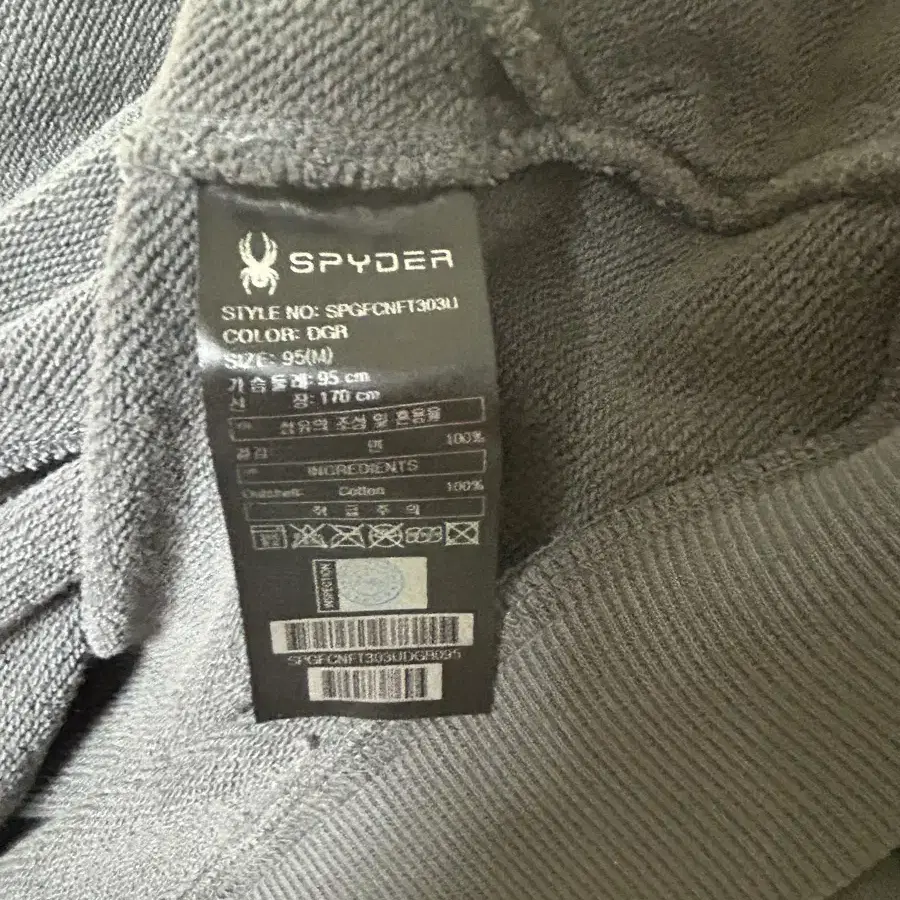 SPYDER
STYLE NO: SPGFCNFT303U
COLOR: DGR
SIZE: 95(M)
가슴둘레: 95 cm
신 장: 170 cm
섬유의 조성 및 혼용율
겉감 면 100%
INGREDIENTS
Outshell: Cotton 100%
취 급 주 의
INSPECTION
SPGFCNFT303UDGR095